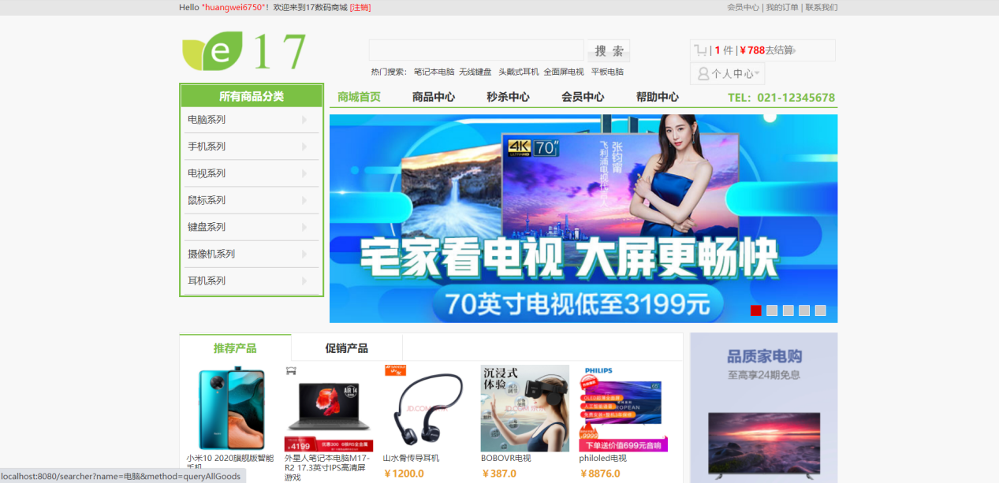 Hello "huangwei6750"！欢迎来到17数码商城 [注销]
会员中心 | 我的订单 | 联系我们
e 17
搜 索
| 1 件 | ￥788去结算
热门搜索： 笔记本电脑 无线键盘 头戴式耳机 全面屏电视 平板电脑
个人中心
所有商品分类
商城首页 商品中心 秒杀中心 会员中心 帮助中心
TEL：021-12345678
电脑系列
手机系列
电视系列
鼠标系列
键盘系列
摄像机系列
耳机系列
4K 70"
张钧甯
飞利浦电视代言人
宅家看电视 大屏更畅快
70英寸电视低至3199元
推荐产品 促销产品
品质家电购
至高享24期免息
AIR 14
4199
沉浸式
体验
PHILIPS
下单送价值699元音响
小米10 2020旗舰版智能
手机
外星人笔记本电脑M17-
R2 17.3英寸IPS高清屏
游戏
山水骨传导耳机
￥1200.0
BOBOVR电视
￥387.0
philoled电视
￥8876.0
localhost:8080/searcher?name=电脑&method=queryAllGoods